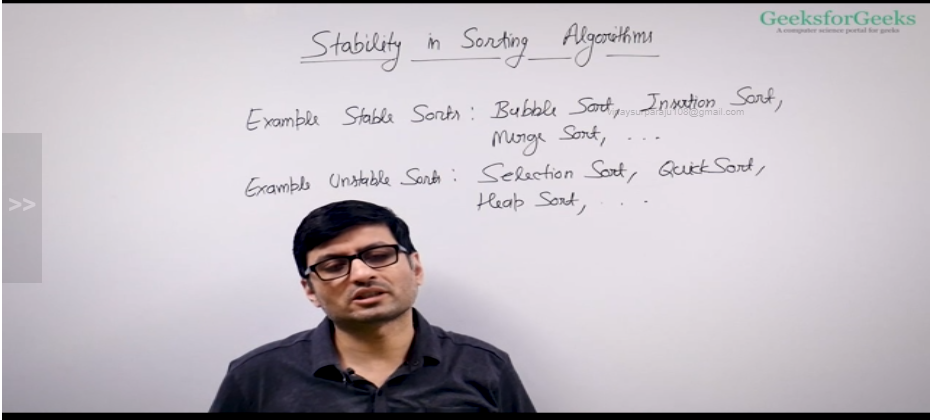 GeeksforGeeks
A computer science portal for geeks
Stability in Sorting Algorithms
Example Stable Sorts : Bubble Sort, Insertion Sort,
Merge Sort, ...
Example Unstable Sorts : Selection Sort, QuickSort,
Heap Sort, ...
>>